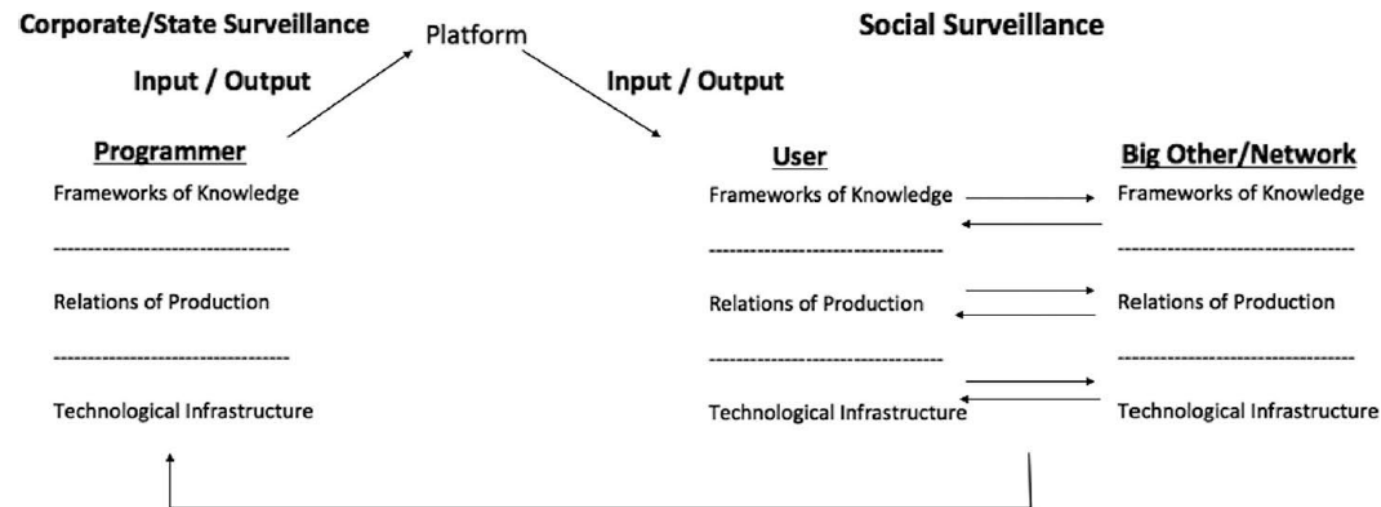 Corporate/State Surveillance
Platform
Social Surveillance
Input / Output
Input / Output
Programmer
User
Big Other/Network
Frameworks of Knowledge
Frameworks of Knowledge
Frameworks of Knowledge
----------------------------------
----------------------------------
----------------------------------
Relations of Production
Relations of Production
Relations of Production
----------------------------------
----------------------------------
----------------------------------
Technological Infrastructure
Technological Infrastructure
Technological Infrastructure